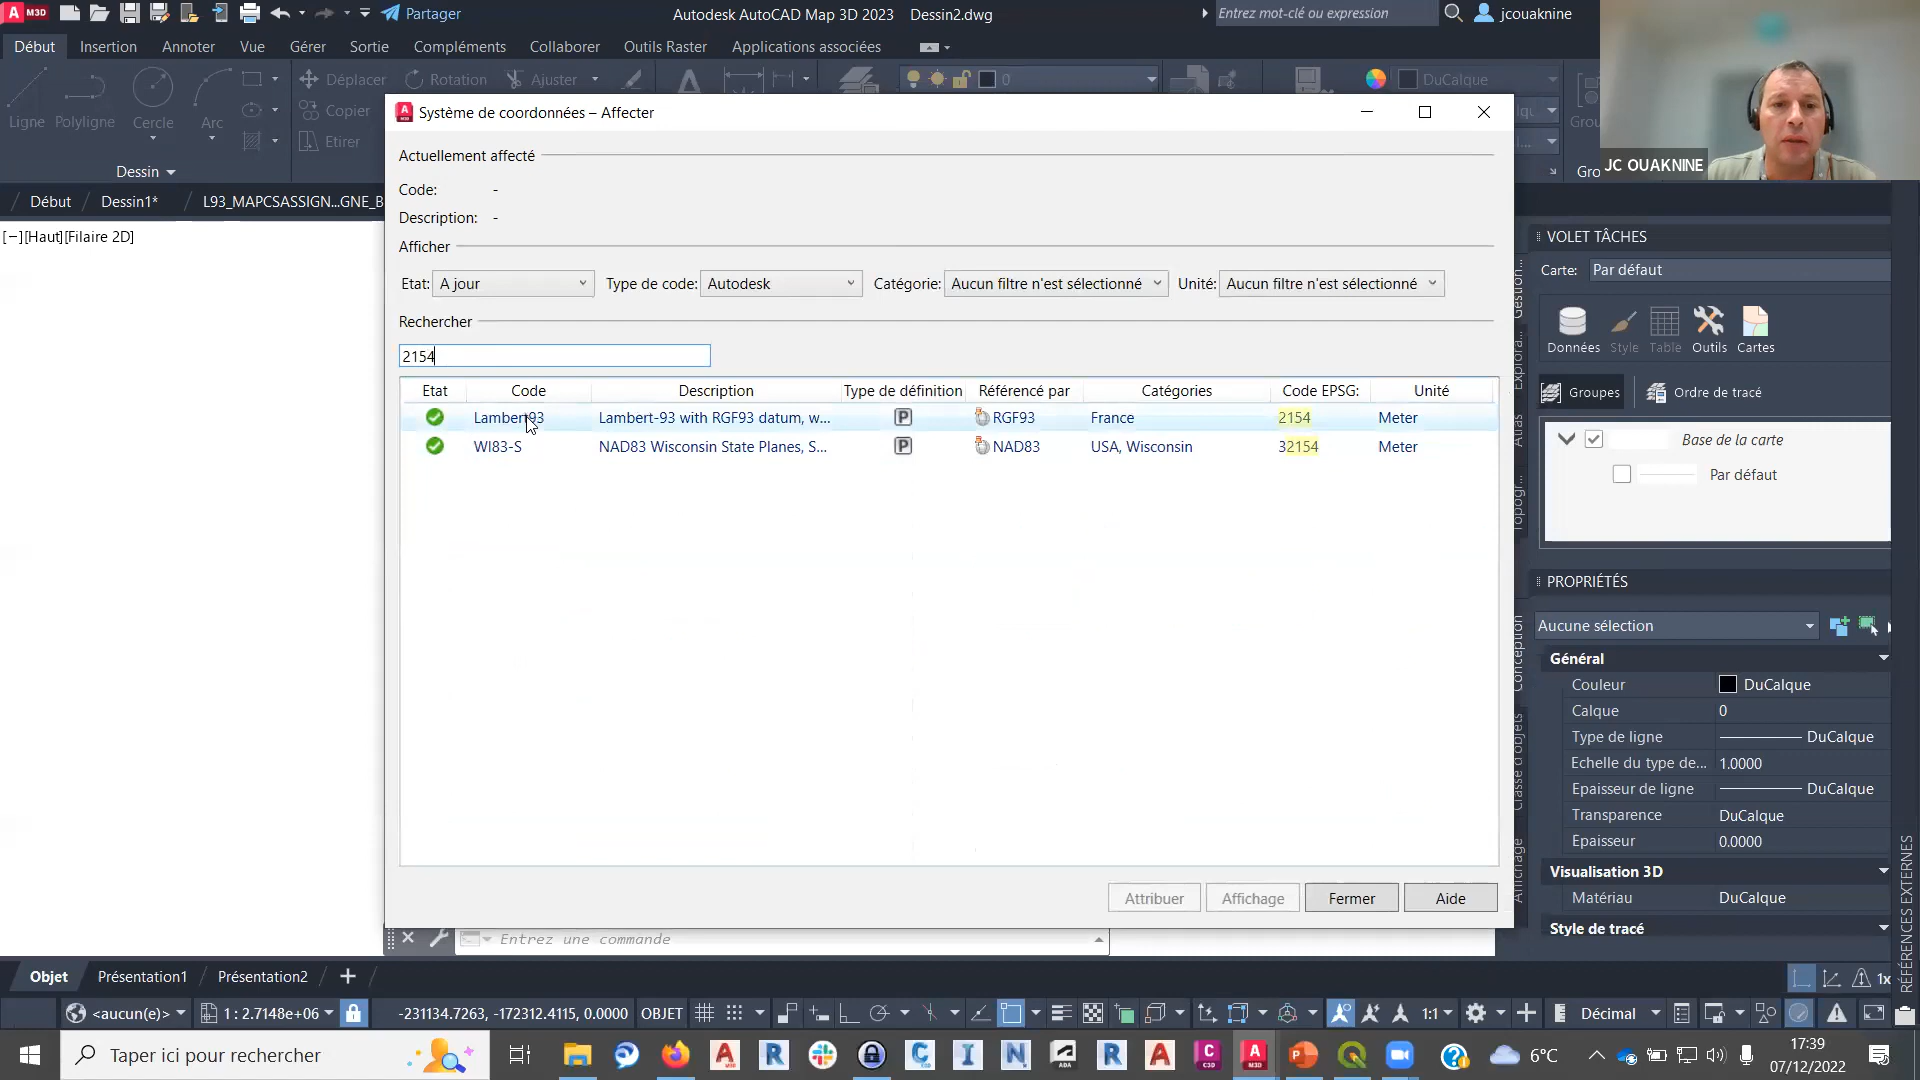 M3D
Partager
Autodesk AutoCAD Map 3D 2023 Dessin2.dwg
Entrez mot-clé ou expression
jcouaknine
Début Insertion Annoter Vue Gérer Sortie Compléments Collaborer Outils Raster Applications associées
Ligne Polyligne Cercle Arc
Déplacer Rotation Ajuster
Copier
Etirer
0
DuCalque
Dessin
JC OUAKNINE
Début Dessin1* L93_MAPCSASSIGN...GNE_B
[−][Haut][Filaire 2D]
Système de coordonnées – Affecter
Actuellement affecté
Code: -
Description: -
Afficher
Etat: A jour Type de code: Autodesk Catégorie: Aucun filtre n'est sélectionné Unité: Aucun filtre n'est sélectionné
Rechercher
2154
Etat Code Description Type de définition Référencé par Catégories Code EPSG: Unité
Lambert93 Lambert-93 with RGF93 datum, w... P RGF93 France 2154 Meter
WI83-S NAD83 Wisconsin State Planes, S... P NAD83 USA, Wisconsin 32154 Meter
Attribuer Affichage Fermer Aide
Entrez une commande
VOLET TÂCHES
Carte: Par défaut
Données Style Table Outils Cartes
Groupes Ordre de tracé
Base de la carte
Par défaut
PROPRIÉTÉS
Aucune sélection
Général
Couleur DuCalque
Calque 0
Type de ligne DuCalque
Echelle du type de... 1.0000
Epaisseur de ligne DuCalque
Transparence DuCalque
Epaisseur 0.0000
Visualisation 3D
Matériau DuCalque
Style de tracé
Conception
Classe d'objets
Affichage
RÉFÉRENCES EXTERNES
Objet Présentation1 Présentation2 +
1x
<aucun(e)> 1 : 2.7148e+06 -231134.7263, -172312.4115, 0.0000 OBJET 1:1 Décimal
Taper ici pour rechercher
6°C
17:39
07/12/2022